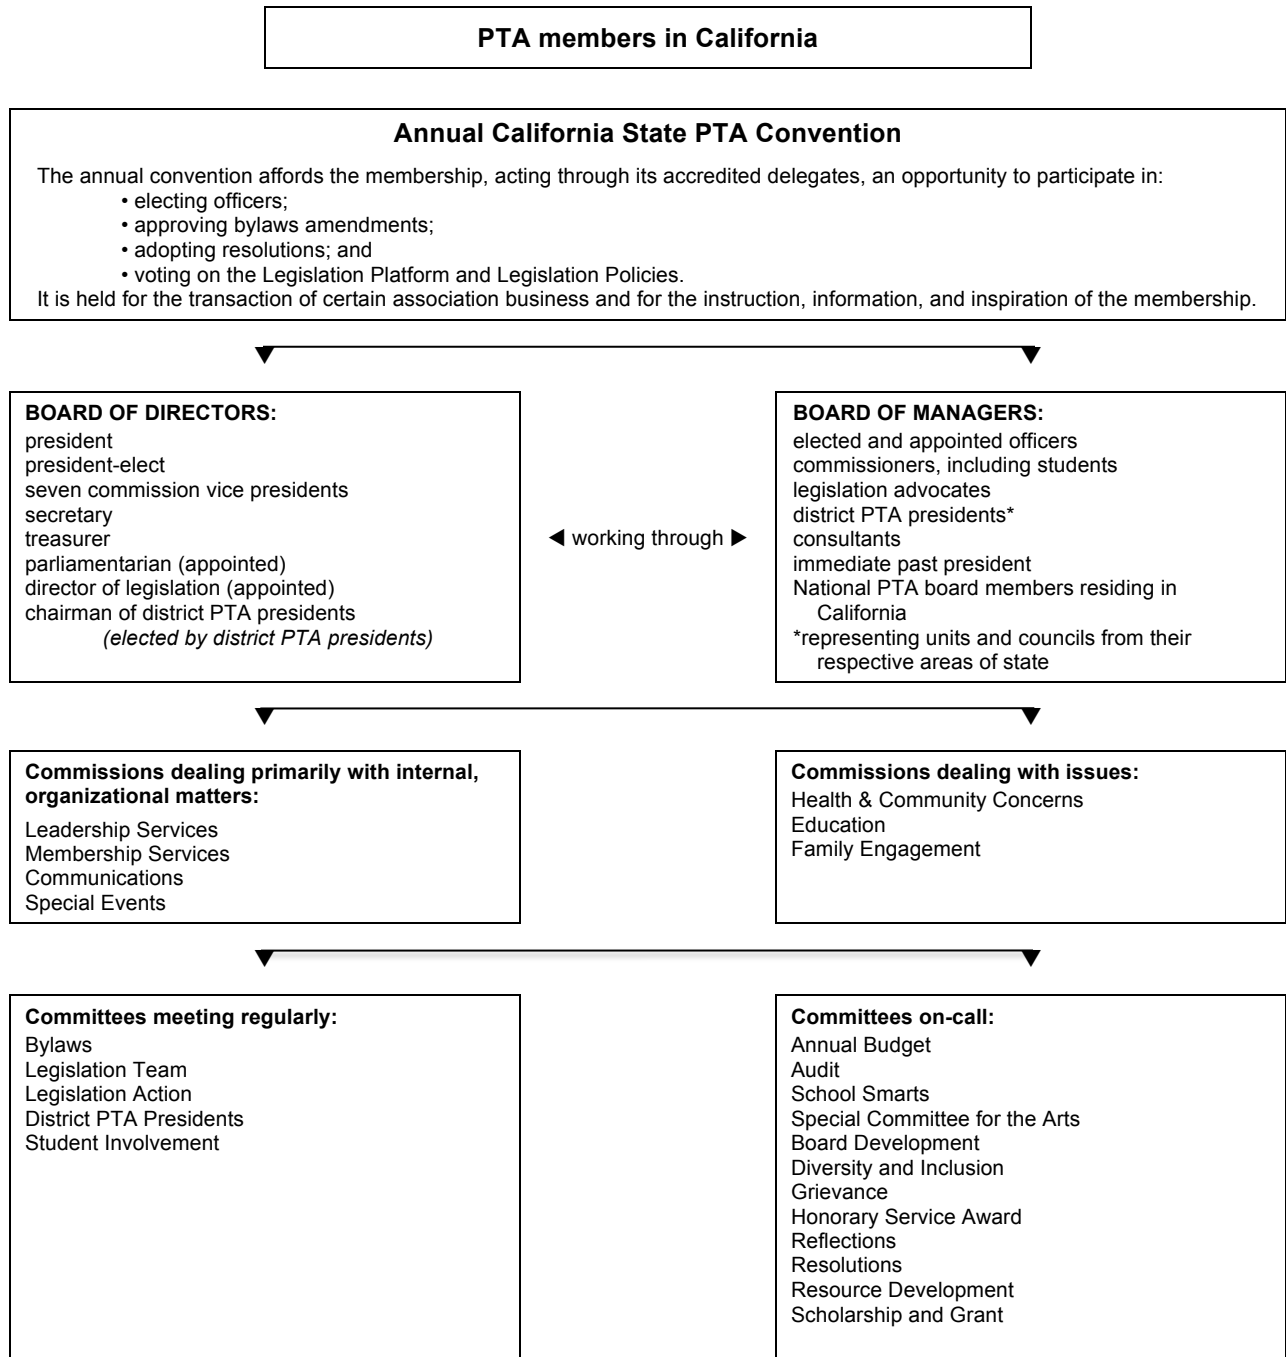 PTA members in California
Annual California State PTA Convention
The annual convention affords the membership, acting through its accredited delegates, an opportunity to participate in:
• electing officers;
• approving bylaws amendments;
• adopting resolutions; and
• voting on the Legislation Platform and Legislation Policies.
It is held for the transaction of certain association business and for the instruction, information, and inspiration of the membership.
BOARD OF DIRECTORS:
president
president-elect
seven commission vice presidents
secretary
treasurer
parliamentarian (appointed)
director of legislation (appointed)
chairman of district PTA presidents
(elected by district PTA presidents)
◀ working through ▶
BOARD OF MANAGERS:
elected and appointed officers
commissioners, including students
legislation advocates
district PTA presidents*
consultants
immediate past president
National PTA board members residing in
California
*representing units and councils from their
respective areas of state
Commissions dealing primarily with internal,
organizational matters:
Leadership Services
Membership Services
Communications
Special Events
Commissions dealing with issues:
Health & Community Concerns
Education
Family Engagement
Committees meeting regularly:
Bylaws
Legislation Team
Legislation Action
District PTA Presidents
Student Involvement
Committees on-call:
Annual Budget
Audit
School Smarts
Special Committee for the Arts
Board Development
Diversity and Inclusion
Grievance
Honorary Service Award
Reflections
Resolutions
Resource Development
Scholarship and Grant